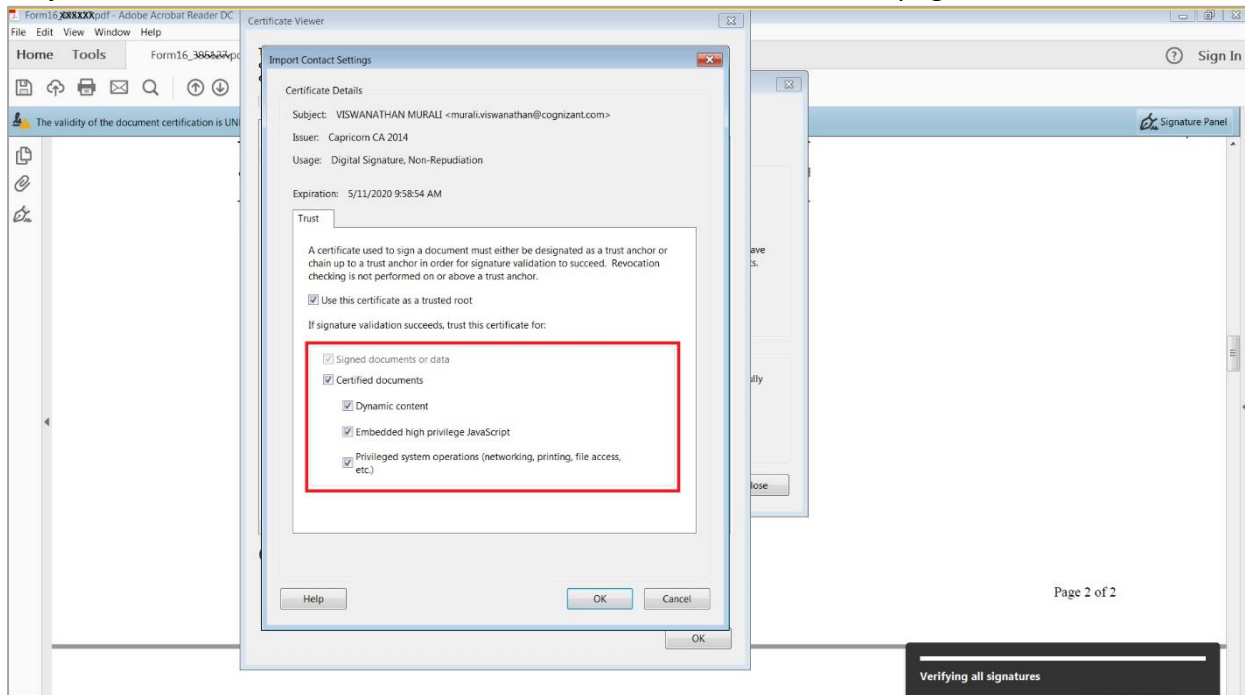 Form16_XXXXXX.pdf - Adobe Acrobat Reader DC
Certificate Viewer
File Edit View Window Help
Home Tools
Sign In
Import Contact Settings
Certificate Details
Subject: VISWANATHAN MURALI <murali.viswanathan@cognizant.com>
The validity of the document certification is UN
Signature Panel
Issuer: Capricorn CA 2014
Usage: Digital Signature, Non-Repudiation
Expiration: 5/11/2020 9:58:54 AM
Trust
A certificate used to sign a document must either be designated as a trust anchor or
chain up to a trust anchor in order for signature validation to succeed. Revocation
checking is not performed on or above a trust anchor.
Use this certificate as a trusted root
If signature validation succeeds, trust this certificate for:
Signed documents or data
Certified documents
Dynamic content
Embedded high privilege JavaScript
Privileged system operations (networking, printing, file access,
etc.)
ave
ts.
ally
lose
Help OK Cancel
OK
Page 2 of 2
Verifying all signatures